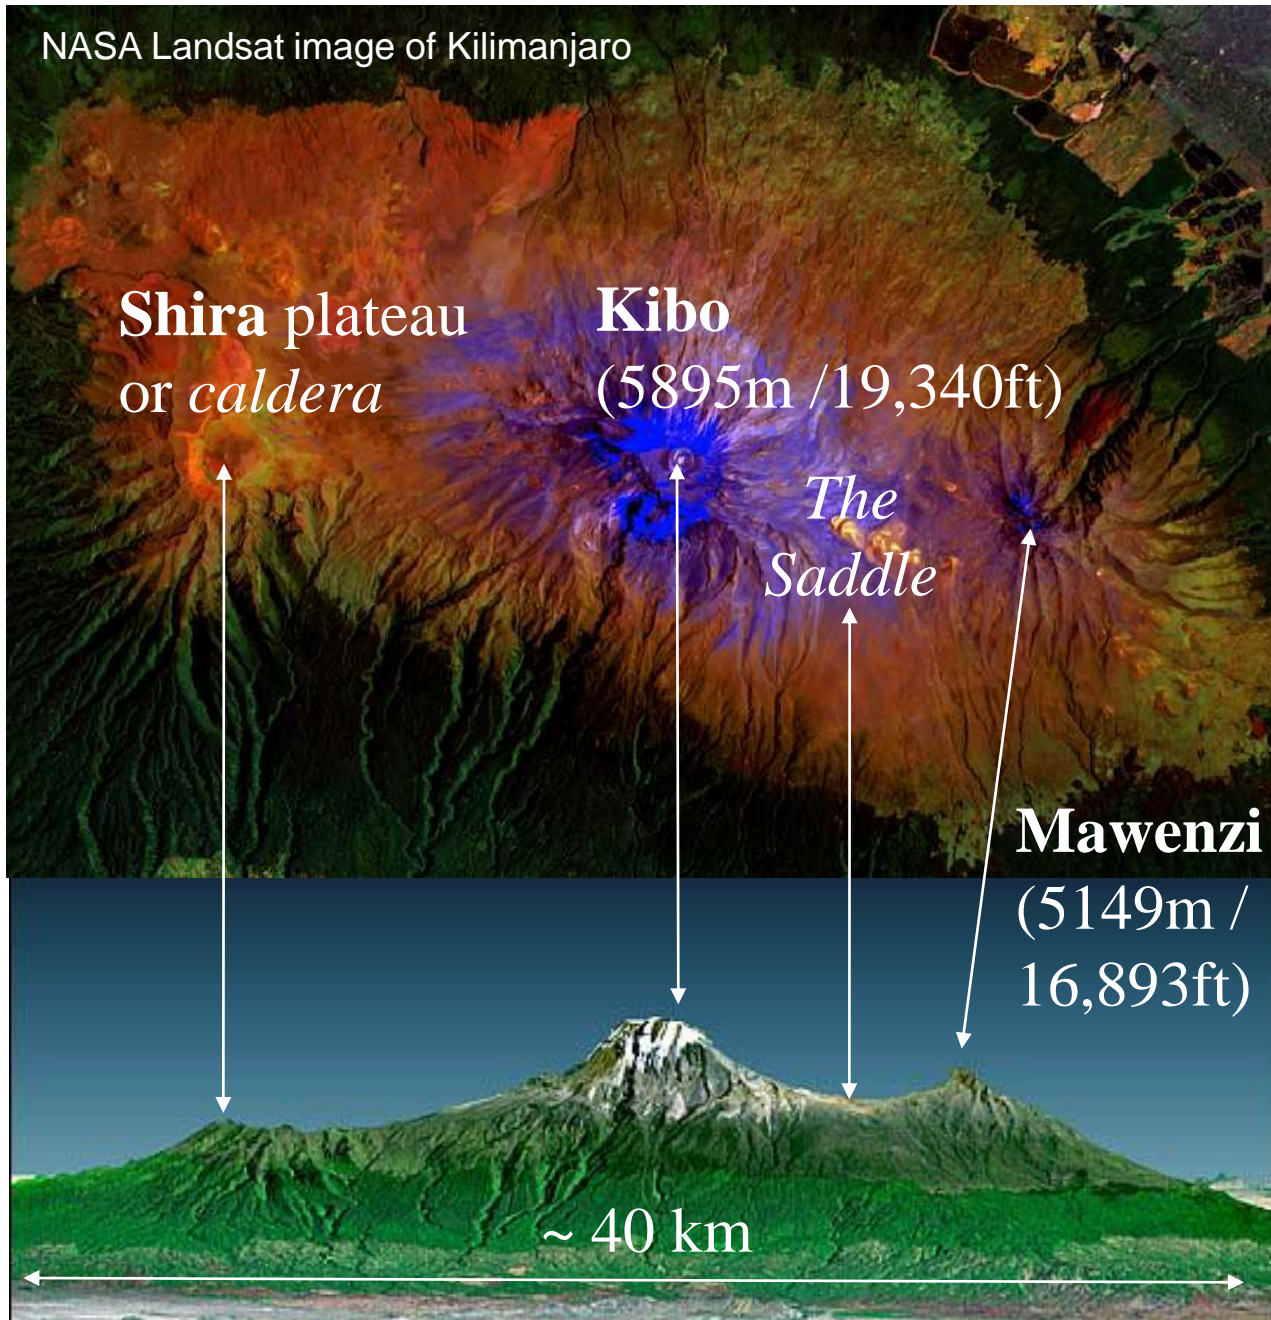 NASA Landsat image of Kilimanjaro
Shira plateau
or caldera
Kibo
(5895m /19,340ft)
The
Saddle
Mawenzi
(5149m /
16,893ft)
~ 40 km